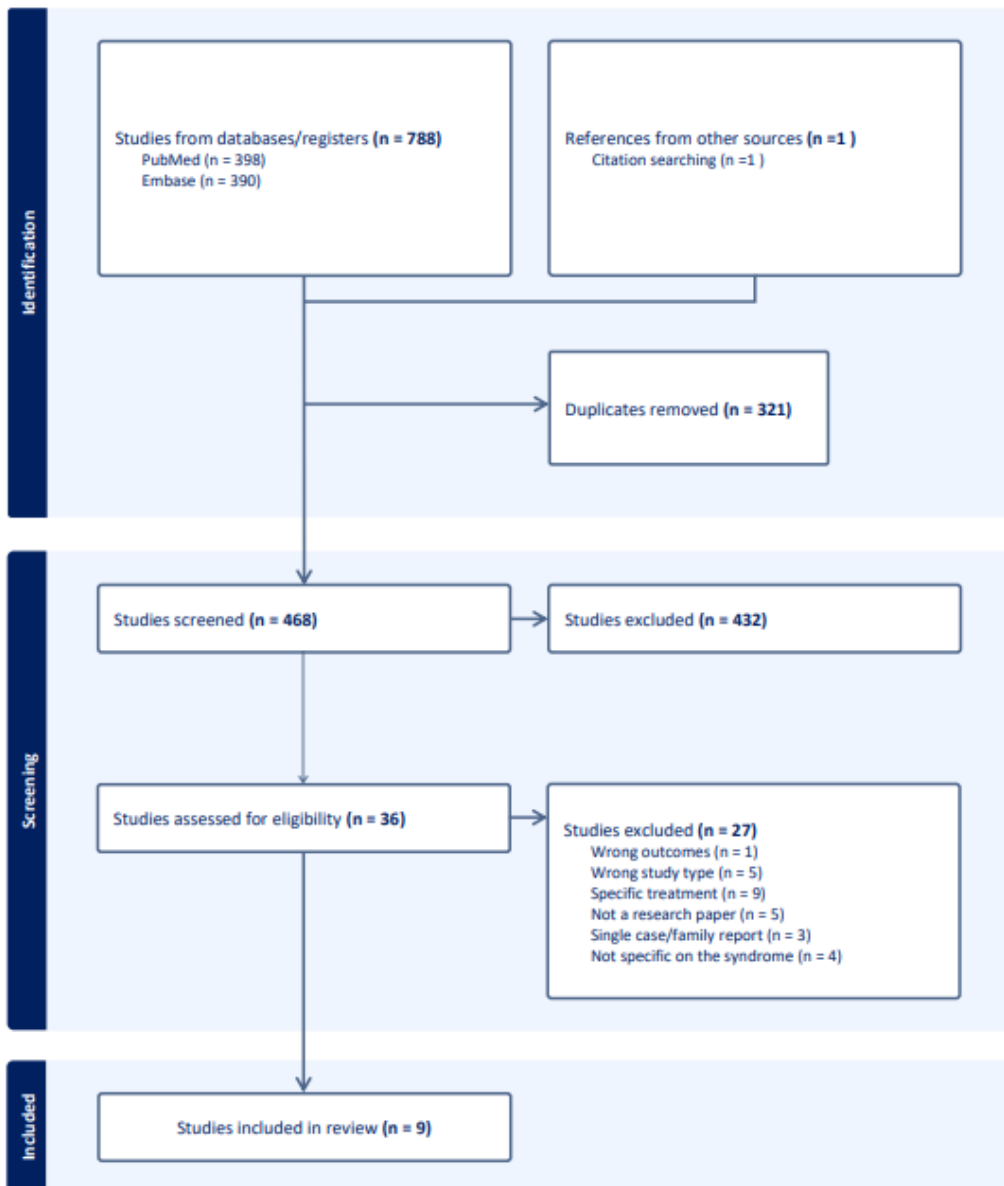 Identification
Studies from databases/registers (n = 788)
PubMed (n = 398)
Embase (n = 390)
References from other sources (n =1 )
Citation searching (n =1 )
Duplicates removed (n = 321)
Screening
Studies screened (n = 468)
Studies excluded (n = 432)
Studies assessed for eligibility (n = 36)
Studies excluded (n = 27)
Wrong outcomes (n = 1)
Wrong study type (n = 5)
Specific treatment (n = 9)
Not a research paper (n = 5)
Single case/family report (n = 3)
Not specific on the syndrome (n = 4)
Included
Studies included in review (n = 9)